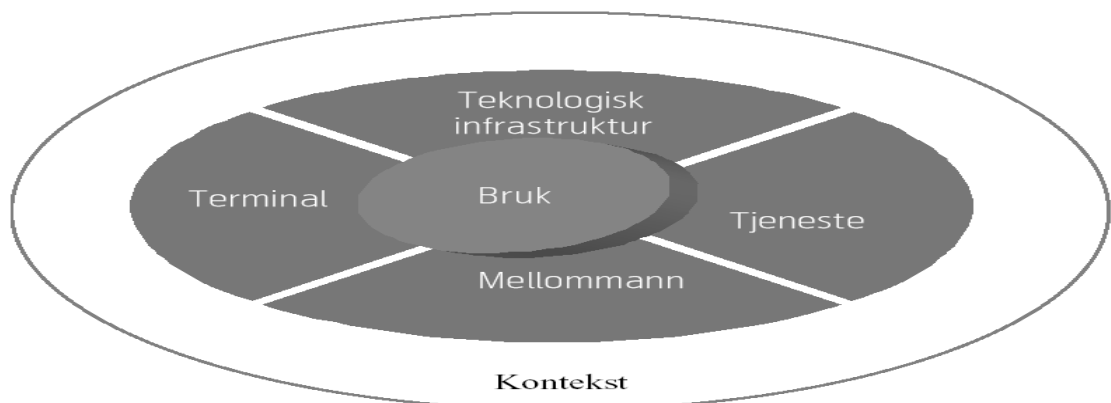 Teknologisk
infrastruktur
Terminal
Bruk
Tjeneste
Mellommann
Kontekst